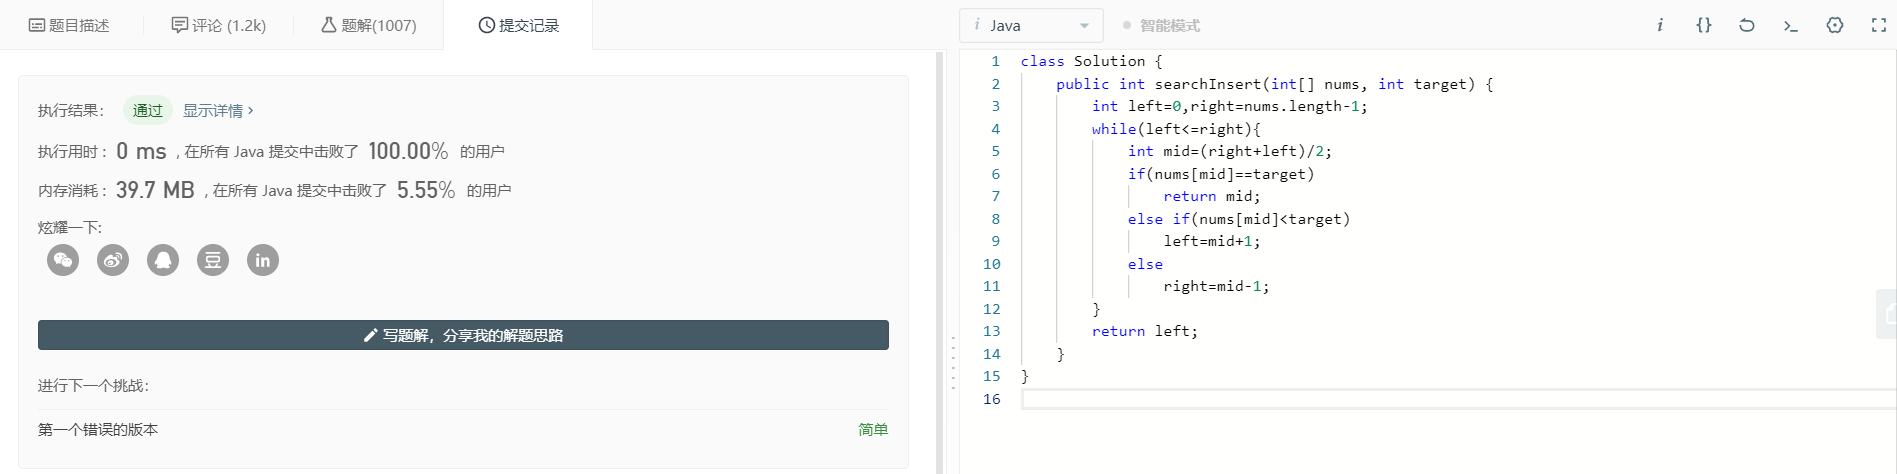 题目描述
评论 (1.2k)
题解(1007)
提交记录
执行结果：
通过
显示详情 ›
执行用时：0 ms , 在所有 Java 提交中击败了 100.00% 的用户
内存消耗：39.7 MB , 在所有 Java 提交中击败了 5.55% 的用户
炫耀一下:
豆
in
写题解，分享我的解题思路
进行下一个挑战：
第一个错误的版本
简单
i Java
智能模式
i {} >_
1 class Solution {
2     public int searchInsert(int[] nums, int target) {
3         int left=0,right=nums.length-1;
4         while(left<=right){
5             int mid=(right+left)/2;
6             if(nums[mid]==target)
7                 return mid;
8             else if(nums[mid]<target)
9                 left=mid+1;
10             else
11                 right=mid-1;
12         }
13         return left;
14     }
15 }
16